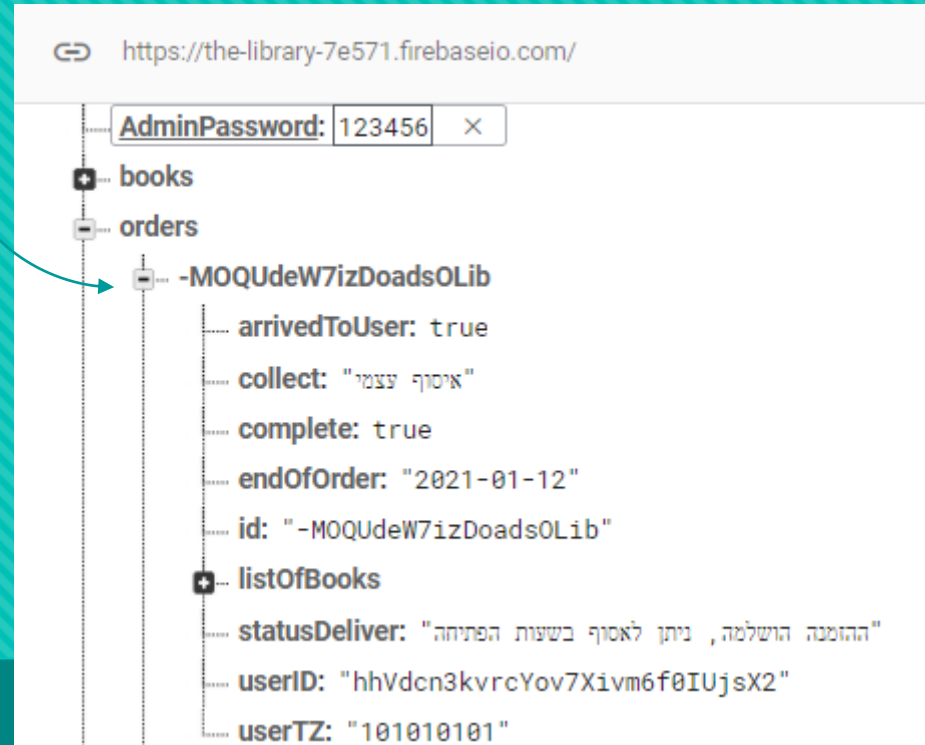 https://the-library-7e571.firebaseio.com/
AdminPassword: 123456 ×
books
orders
-MOQUdeW7izDoadsOLib
arrivedToUser: true
collect: "איסוף עצמי"
complete: true
endOfOrder: "2021-01-12"
id: "-MOQUdeW7izDoadsOLib"
listOfBooks
statusDeliver: "ההזמנה הושלמה, ניתן לאסוף בשעות הפתיחה"
userID: "hhVdcn3kvrcYov7Xivm6f0IUjsX2"
userTZ: "101010101"